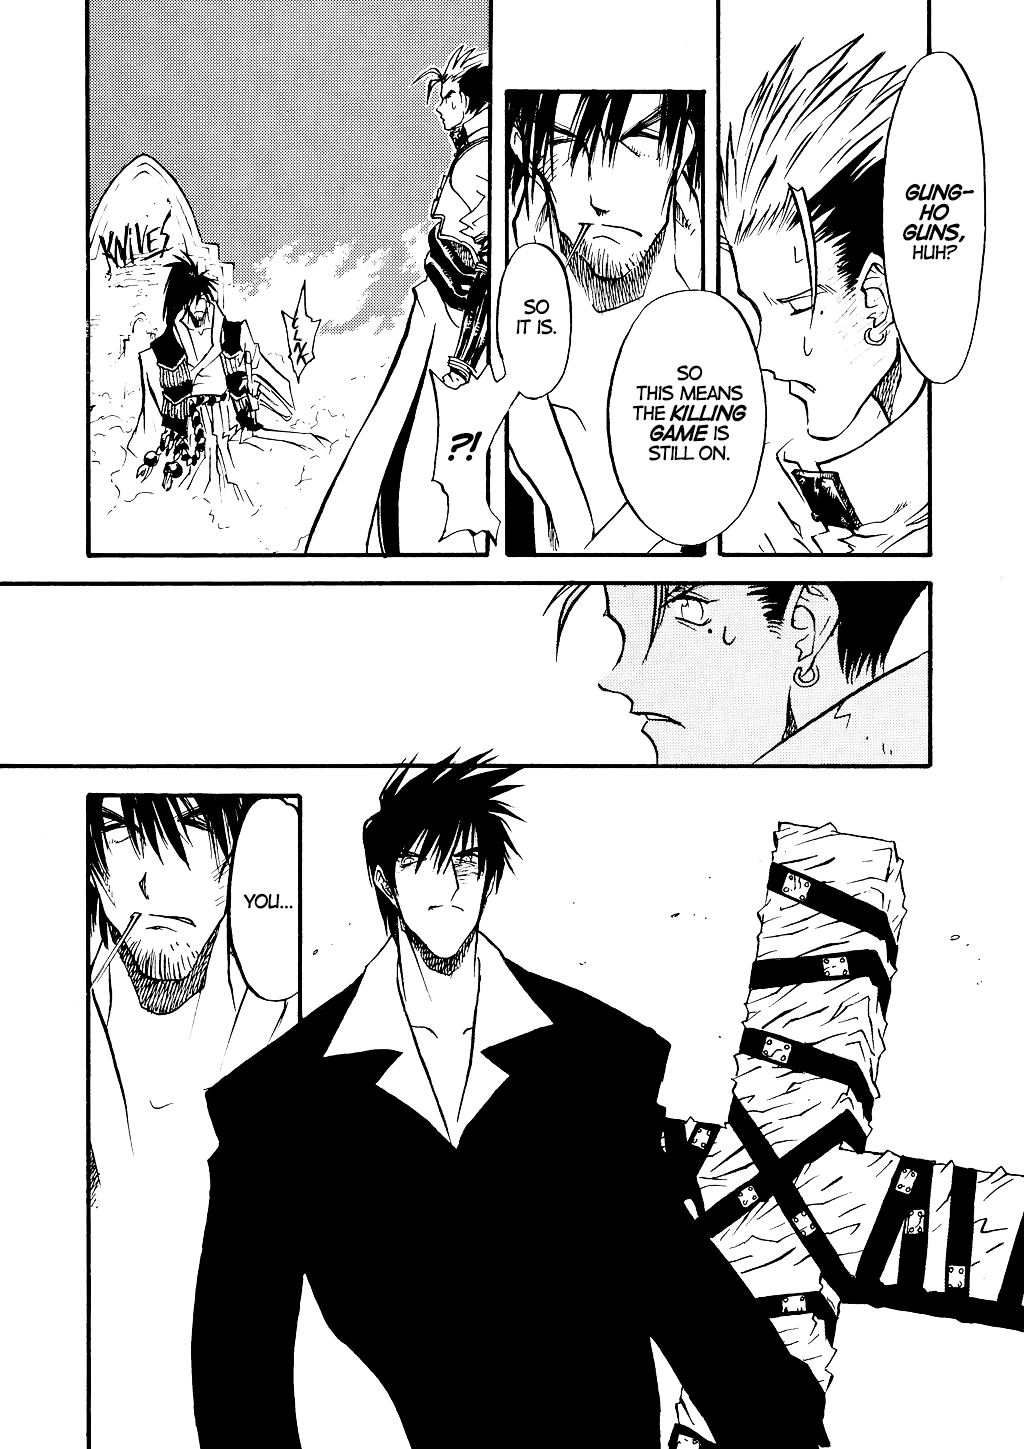 GUNG-
HO
GUNS,
HUH?
SO
THIS MEANS
THE KILLING
GAME IS
STILL ON.
SO
IT IS.
?!
KNIVES
YOU...